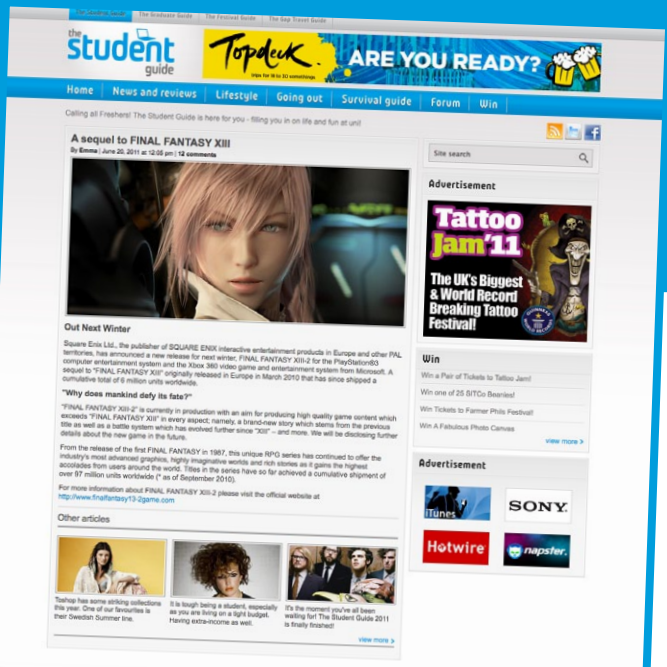 The Student Guide The Graduate Guide The Festival Guide The Gap Travel Guide
the
student
guide
Topdeck.
trips for 18 to 30 somethings
ARE YOU READY?
Home News and reviews Lifestyle Going out Survival guide Forum Win
Calling all Freshers! The Student Guide is here for you - filling you in on life and fun at uni!
A sequel to FINAL FANTASY XIII
By Emma | June 20, 2011 at 12:05 pm | 12 comments
Out Next Winter
Square Enix Ltd., the publisher of SQUARE ENIX interactive entertainment products in Europe and other PAL
territories, has announced a new release for next winter, FINAL FANTASY XIII-2 for the PlayStation®3
computer entertainment system and the Xbox 360 video game and entertainment system from Microsoft. A
sequel to "FINAL FANTASY XIII" originally released in Europe in March 2010 that has since shipped a
cumulative total of 6 million units worldwide.
"Why does mankind defy its fate?"
"FINAL FANTASY XIII-2" is currently in production with an aim for producing high quality game content which
exceeds "FINAL FANTASY XIII" in every aspect; namely, a brand-new story which stems from the previous
title as well as a battle system which has evolved further since "XIII" – and more. We will be disclosing further
details about the new game in the future.
From the release of the first FINAL FANTASY in 1987, this unique RPG series has continued to offer the
industry's most advanced graphics, highly imaginative worlds and rich stories as it gains the highest
accolades from users around the world. Titles in the series have so far achieved a cumulative shipment of
over 97 million units worldwide (* as of September 2010).
For more information about FINAL FANTASY XIII-2 please visit the official website at
http://www.finalfantasy13-2game.com
Other articles
Toshop has some striking collections
this year. One of our favourites is
their Swedish Summer line.
It is tough being a student, especially
as you are living on a tight budget.
Having extra-income as well.
It's the moment you've all been
waiting for! The Student Guide 2011
is finally finished!
view more >
Site search
Advertisement
Tattoo
Jam'11
The UK's Biggest
& World Record
Breaking Tattoo
Festival!
GUINNESS
Win
Win a Pair of Tickets to Tattoo Jam!
Win one of 25 SITCo Beanies!
Win Tickets to Farmer Phils Festival!
Win A Fabulous Photo Canvas
view more >
Advertisement
iTunes
SONY
Hotwire
napster.